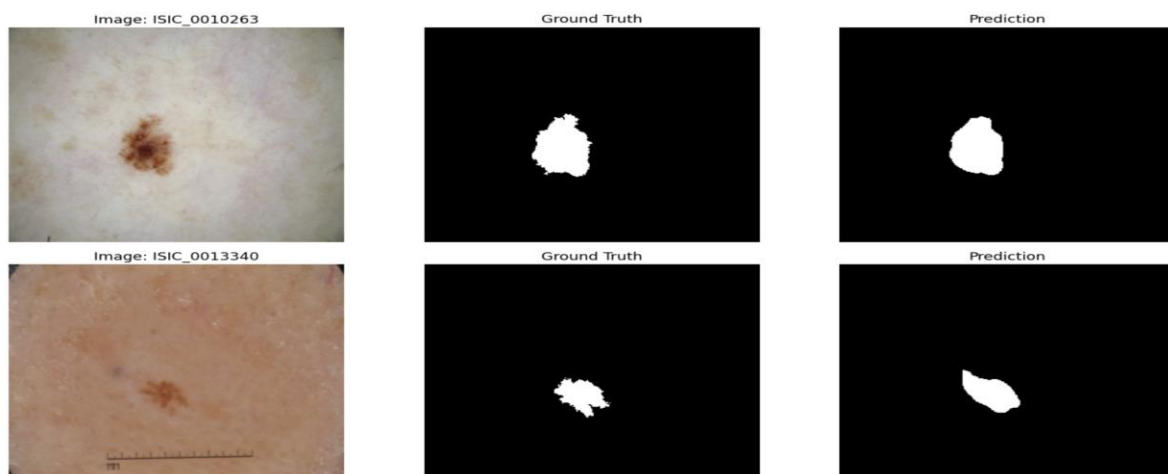 Image: ISIC_0010263
Ground Truth
Prediction
Image: ISIC_0013340
Ground Truth
Prediction